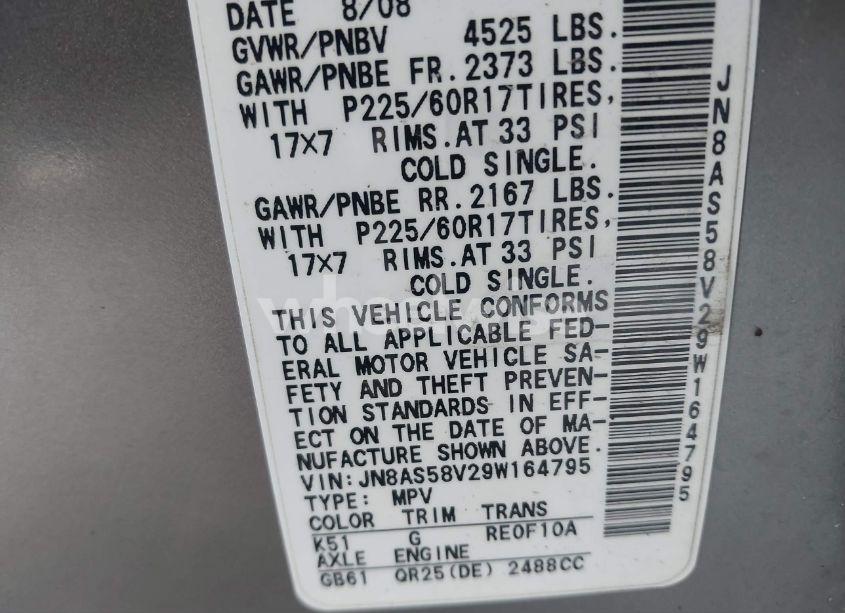 DATE 8/08
GVWR/PNBV 4525 LBS.
GAWR/PNBE FR.2373 LBS.
WITH P225/60R17TIRES,
17X7 RIMS.AT 33 PSI
COLD SINGLE.
GAWR/PNBE RR.2167 LBS.
WITH P225/60R17TIRES,
17X7 RIMS.AT 33 PSI
COLD SINGLE.
THIS VEHICLE CONFORMS
TO ALL APPLICABLE FED-
ERAL MOTOR VEHICLE SA-
FETY AND THEFT PREVEN-
TION STANDARDS IN EFF-
ECT ON THE DATE OF MA-
NUFACTURE SHOWN ABOVE.
VIN:JN8AS58V29W164795
TYPE: MPV
COLOR TRIM TRANS
K51 G RE0F10A
AXLE ENGINE
GB61 QR25(DE) 2488CC
JN8AS58V29W164795